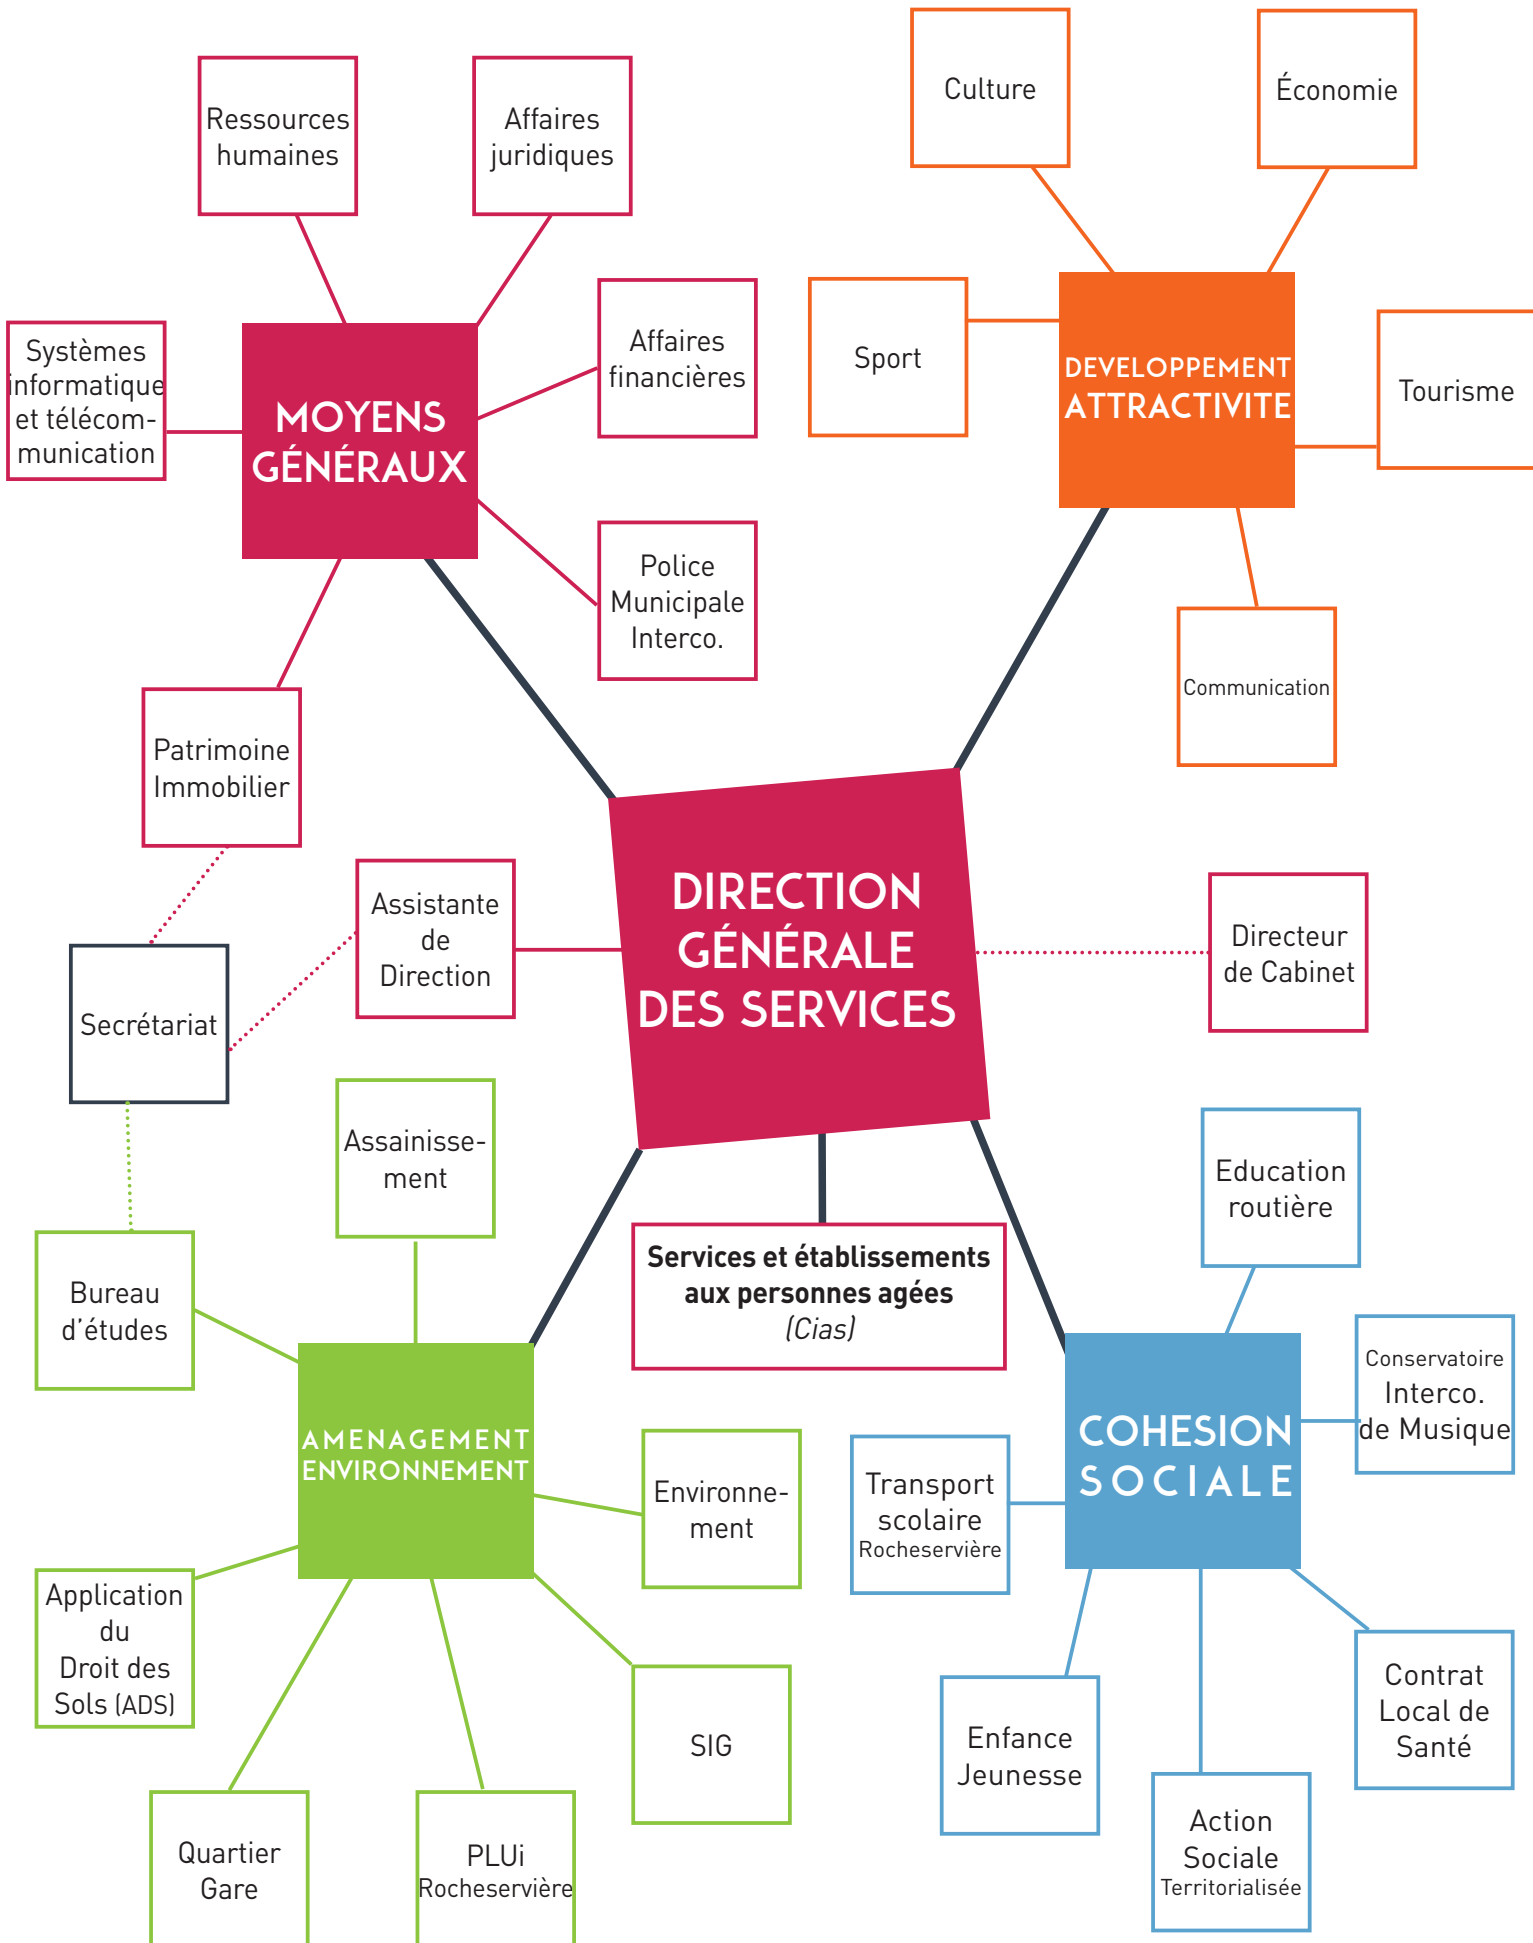 Culture
Économie
Ressources
humaines
Affaires
juridiques
Systèmes
informatique
et télécom-
munication
MOYENS
GÉNÉRAUX
Affaires
financières
Sport
DEVELOPPEMENT
ATTRACTIVITE
Tourisme
Police
Municipale
Interco.
Communication
Patrimoine
Immobilier
Assistante
de
Direction
DIRECTION
GÉNÉRALE
DES SERVICES
Directeur
de Cabinet
Secrétariat
Assainisse-
ment
Education
routière
Services et établissements
aux personnes agées
(Cias)
Bureau
d'études
Conservatoire
Interco.
de Musique
AMENAGEMENT
ENVIRONNEMENT
COHESION
SOCIALE
Environne-
ment
Transport
scolaire
Rocheservière
Application
du
Droit des
Sols (ADS)
SIG
Contrat
Local de
Santé
Enfance
Jeunesse
Action
Sociale
Territorialisée
Quartier
Gare
PLUi
Rocheservière